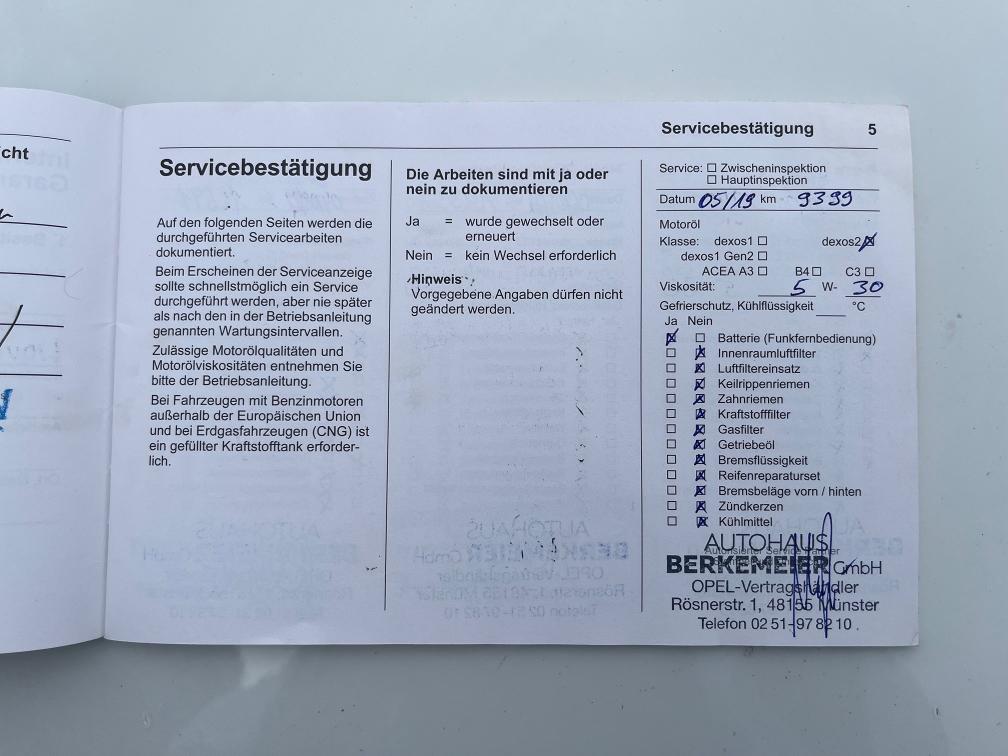 cht
Servicebestätigung 5
Servicebestätigung
Auf den folgenden Seiten werden die
durchgeführten Servicearbeiten
dokumentiert.
Beim Erscheinen der Serviceanzeige
sollte schnellstmöglich ein Service
durchgeführt werden, aber nie später
als nach den in der Betriebsanleitung
genannten Wartungsintervallen.
Zulässige Motorölqualitäten und
Motorölviskositäten entnehmen Sie
bitte der Betriebsanleitung.
Bei Fahrzeugen mit Benzinmotoren
außerhalb der Europäischen Union
und bei Erdgasfahrzeugen (CNG) ist
ein gefüllter Kraftstofftank erforder-
lich.
Die Arbeiten sind mit ja oder
nein zu dokumentieren
Ja = wurde gewechselt oder
erneuert
Nein = kein Wechsel erforderlich
Hinweis
Vorgegebene Angaben dürfen nicht
geändert werden.
Service: ☐ Zwischeninspektion
☐ Hauptinspektion
Datum 05/19 km 9399
Motoröl
Klasse: dexos1 ☐ dexos2 ☒
dexos1 Gen2 ☐
ACEA A3 ☐ B4 ☐ C3 ☐
Viskosität: 5 W- 30
Gefrierschutz, Kühlflüssigkeit °C
Ja Nein
☒ ☐ Batterie (Funkfernbedienung)
☐ ☒ Innenraumluftfilter
☐ ☒ Luftfiltereinsatz
☐ ☒ Keilrippenriemen
☐ ☒ Zahnriemen
☐ ☒ Kraftstofffilter
☐ ☒ Gasfilter
☐ ☒ Getriebeöl
☐ ☒ Bremsflüssigkeit
☐ ☒ Reifenreparaturset
☐ ☒ Bremsbeläge vorn / hinten
☐ ☒ Zündkerzen
☐ ☒ Kühlmittel
AUTOHAUS
Autorisierter Service Partner
BERKEMEIER GmbH
OPEL-Vertragshändler
Rösnerstr. 1, 48155 Münster
Telefon 02 51-97 82 10